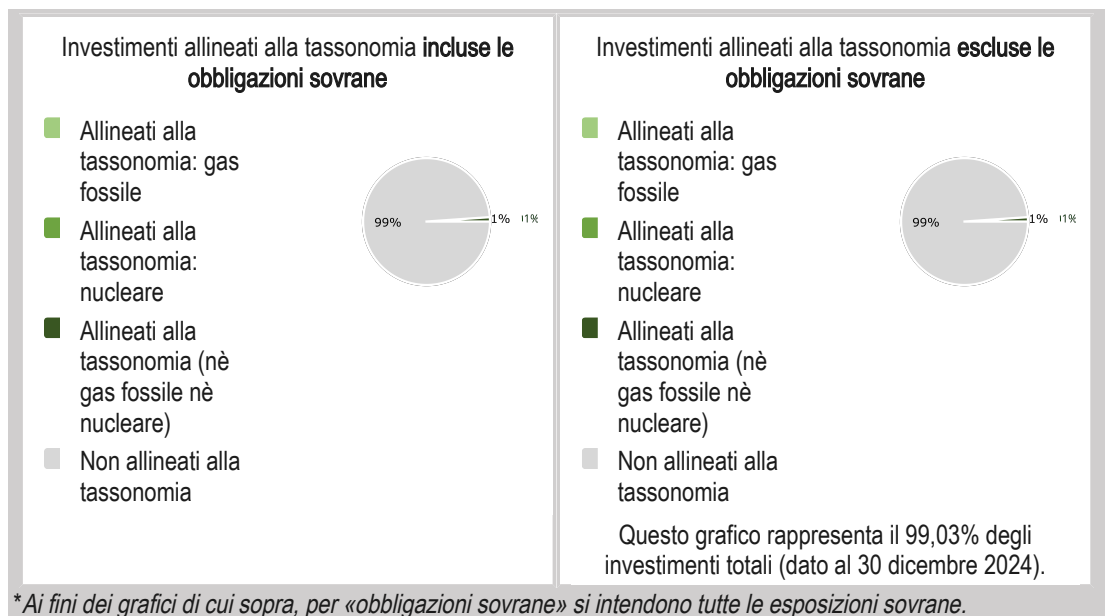 Investimenti allineati alla tassonomia incluse le
obbligazioni sovrane
Allineati alla
tassonomia: gas
fossile
Allineati alla
tassonomia:
nucleare
Allineati alla
tassonomia (nè
gas fossile nè
nucleare)
Non allineati alla
tassonomia
99%
1%
1%
Investimenti allineati alla tassonomia escluse le
obbligazioni sovrane
Allineati alla
tassonomia: gas
fossile
Allineati alla
tassonomia:
nucleare
Allineati alla
tassonomia (nè
gas fossile nè
nucleare)
Non allineati alla
tassonomia
99%
1%
1%
Questo grafico rappresenta il 99,03% degli
investimenti totali (dato al 30 dicembre 2024).
*Ai fini dei grafici di cui sopra, per «obbligazioni sovrane» si intendono tutte le esposizioni sovrane.